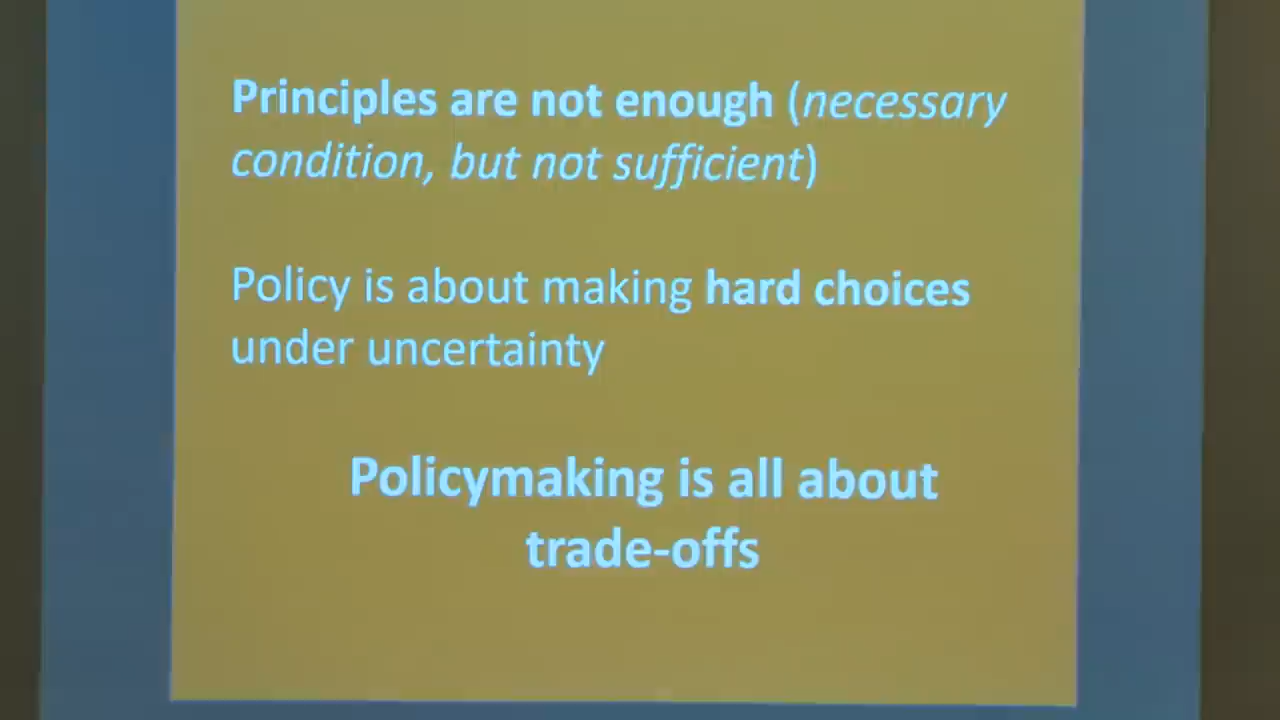 Principles are not enough (necessary
condition, but not sufficient)
Policy is about making hard choices
under uncertainty
Policymaking is all about
trade-offs